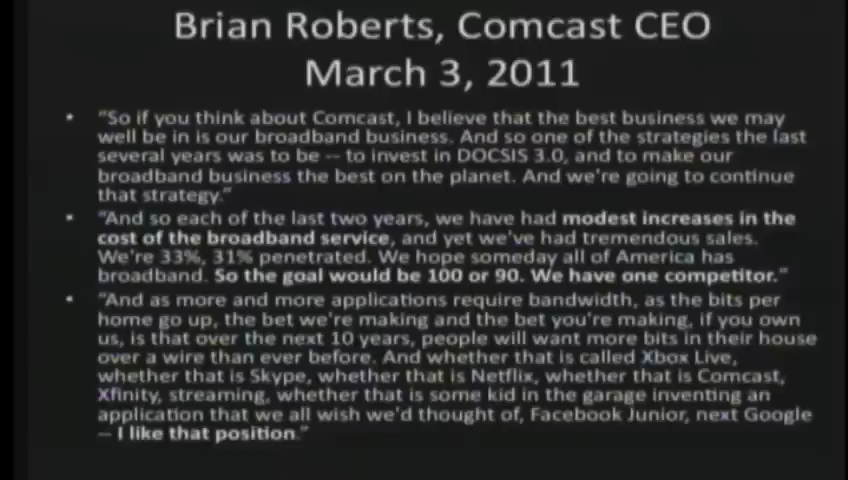 Brian Roberts, Comcast CEO
March 3, 2011
• "So if you think about Comcast, I believe that the best business we may
well be in is our broadband business. And so one of the strategies the last
several years was to be -- to invest in DOCSIS 3.0, and to make our
broadband business the best on the planet. And we're going to continue
that strategy."
• "And so each of the last two years, we have had modest increases in the
cost of the broadband service, and yet we've had tremendous sales.
We're 33%, 31% penetrated. We hope someday all of America has
broadband. So the goal would be 100 or 90. We have one competitor."
• "And as more and more applications require bandwidth, as the bits per
home go up, the bet we're making and the bet you're making, if you own
us, is that over the next 10 years, people will want more bits in their house
over a wire than ever before. And whether that is called Xbox Live,
whether that is Skype, whether that is Netflix, whether that is Comcast,
Xfinity, streaming, whether that is some kid in the garage inventing an
application that we all wish we'd thought of, Facebook Junior, next Google
-- I like that position."